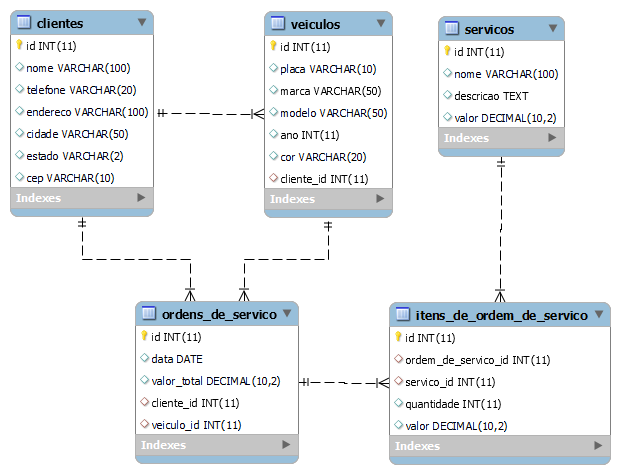 clientes
id INT(11)
nome VARCHAR(100)
telefone VARCHAR(20)
endereco VARCHAR(100)
cidade VARCHAR(50)
estado VARCHAR(2)
cep VARCHAR(10)
Indexes
veiculos
id INT(11)
placa VARCHAR(10)
marca VARCHAR(50)
modelo VARCHAR(50)
ano INT(11)
cor VARCHAR(20)
cliente_id INT(11)
Indexes
servicos
id INT(11)
nome VARCHAR(100)
descricao TEXT
valor DECIMAL(10,2)
Indexes
ordens_de_servico
id INT(11)
data DATE
valor_total DECIMAL(10,2)
cliente_id INT(11)
veiculo_id INT(11)
Indexes
itens_de_ordem_de_servico
id INT(11)
ordem_de_servico_id INT(11)
servico_id INT(11)
quantidade INT(11)
valor DECIMAL(10,2)
Indexes